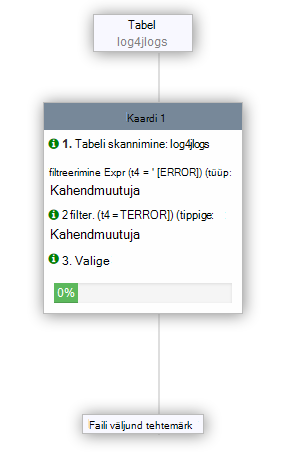 Tabel
log4jlogs
Kaardi 1
1. Tabeli skannimine: log4jlogs
filtreerimine Expr (t4 = ' [ERROR]) (tüüp:
Kahendmuutuja
2 filter. (t4 = TERROR]) (tippige:
Kahendmuutuja
3. Valige
0%
Faili väljund tehtemärk